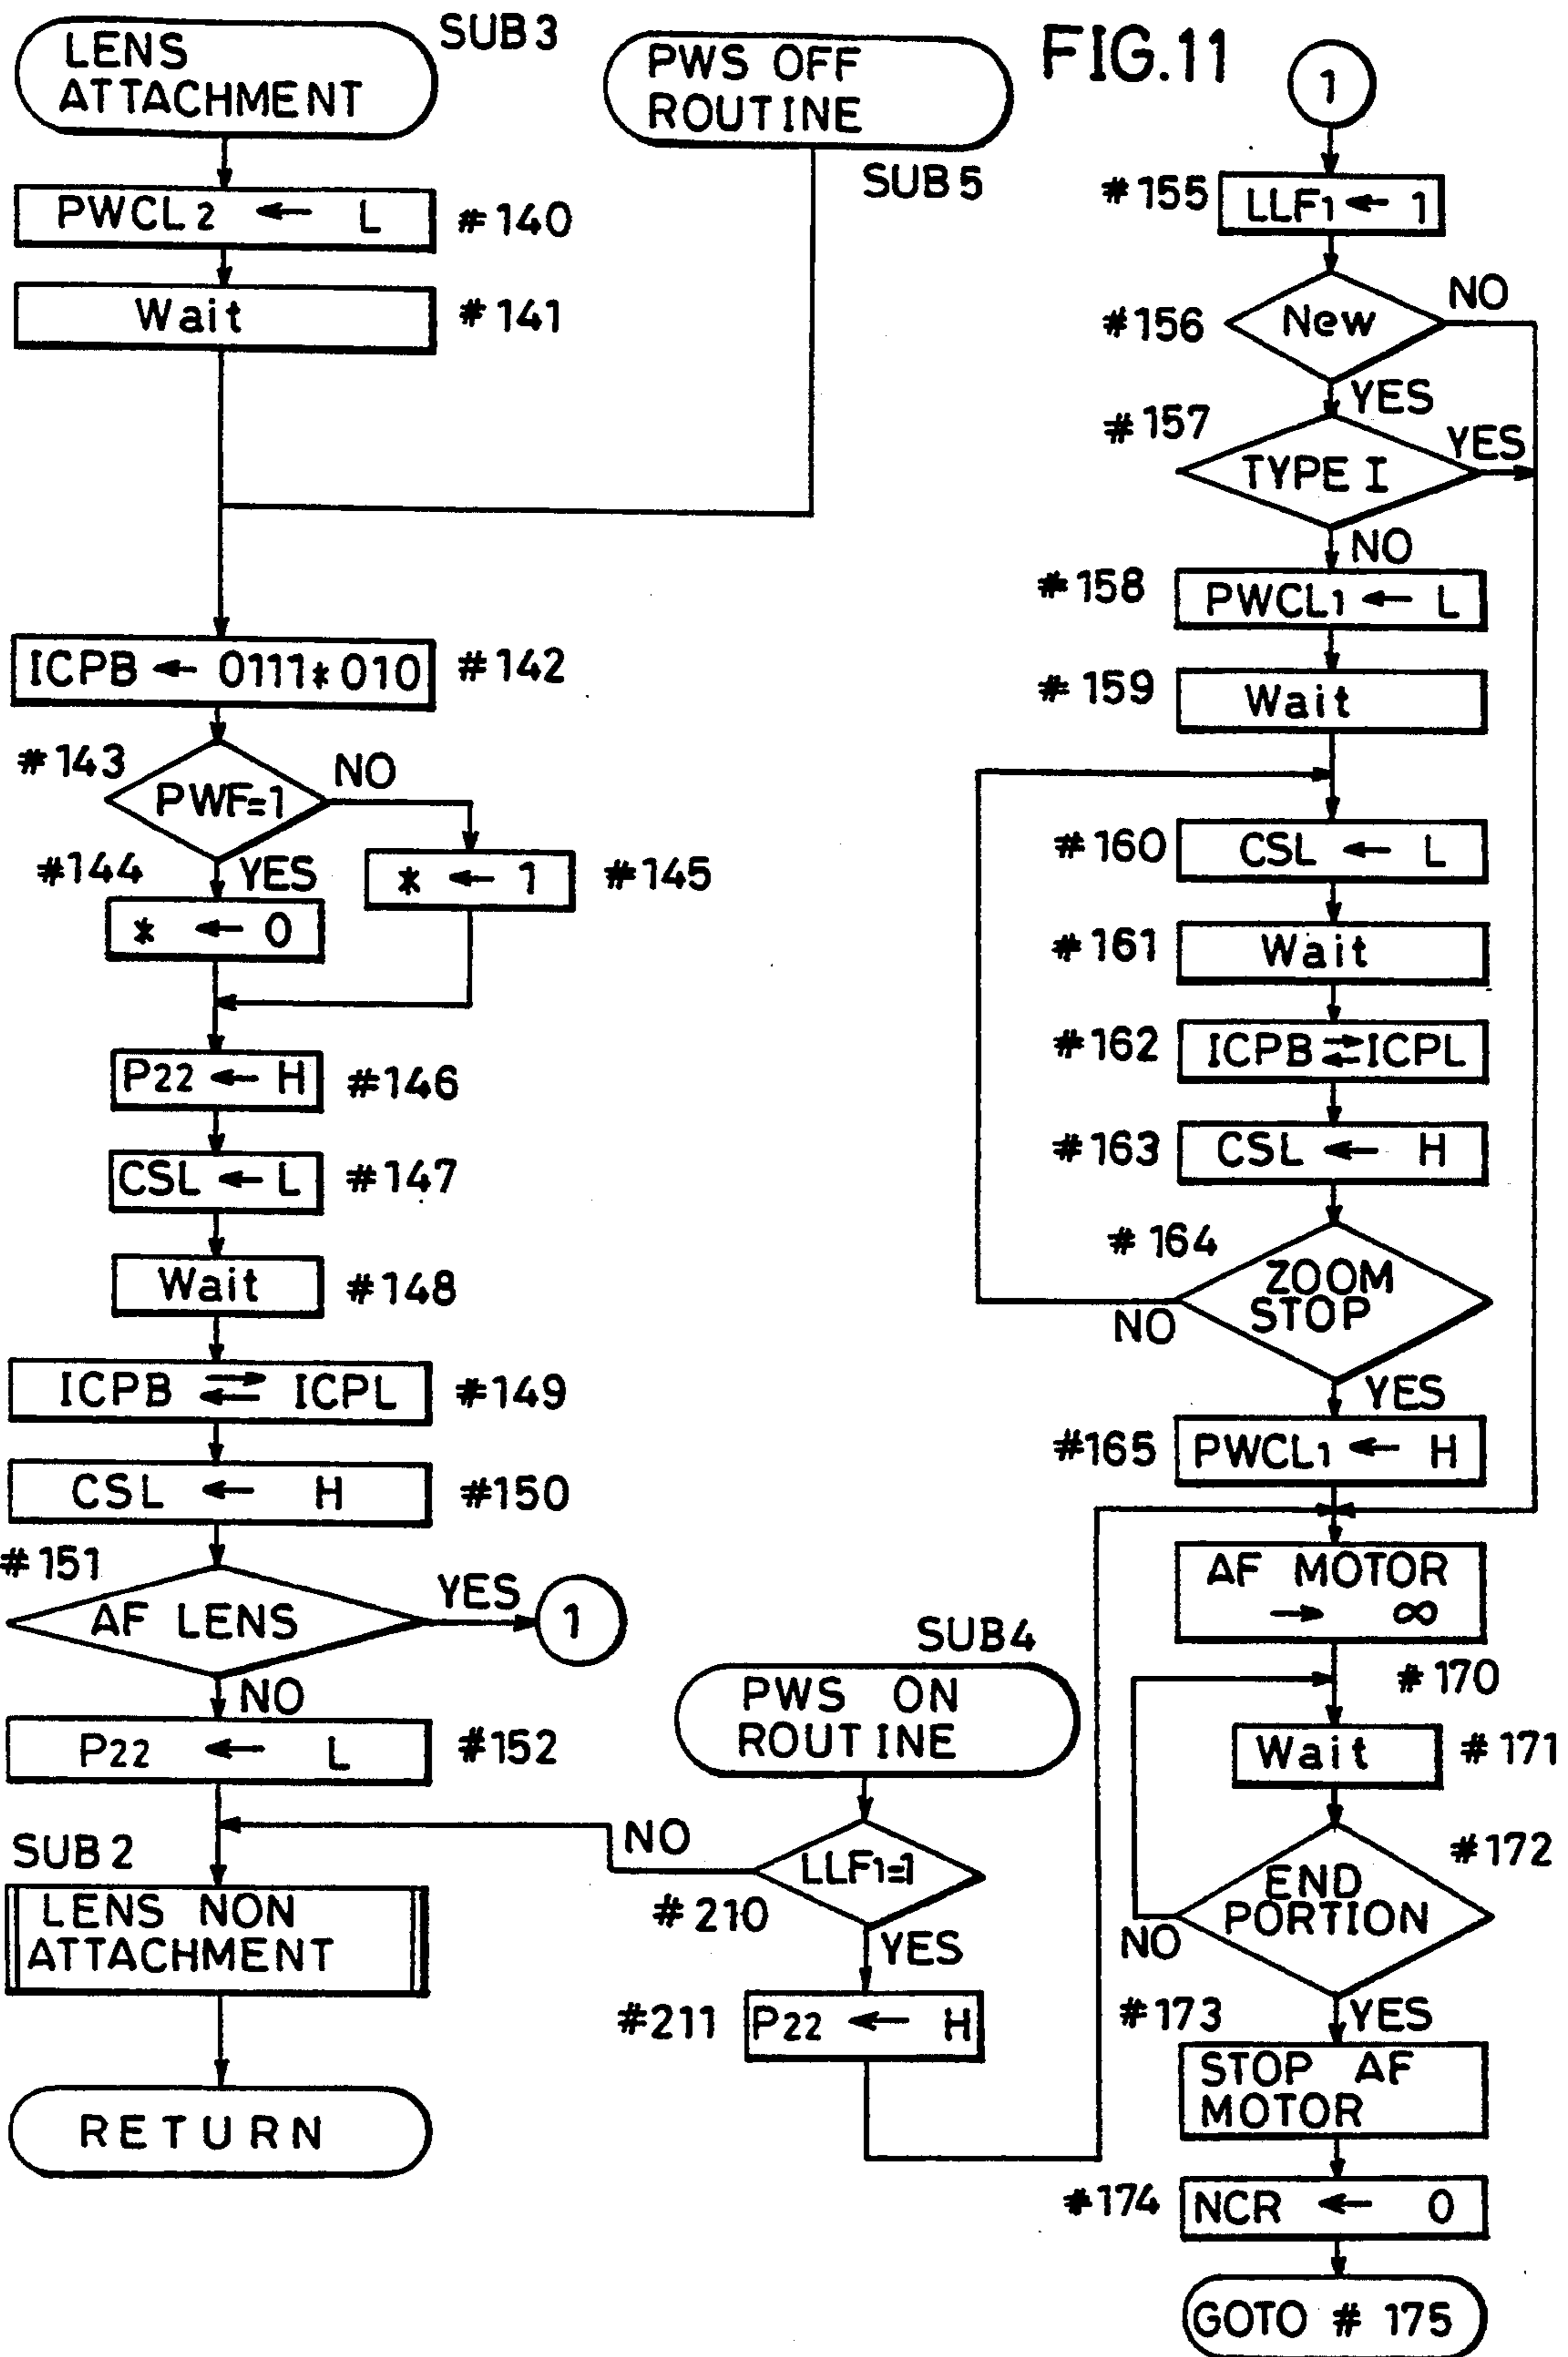 FIG.11
LENS
ATTACHMENT
SUB3
PWS OFF
ROUTINE
SUB5
PWCL2 ← L
#140
Wait
#141
ICPB ← 0111*010
#142
#143
PWF=1
NO
#144
YES
* ← 1
#145
* ← 0
P22 ← H
#146
CSL ← L
#147
Wait
#148
ICPB ⇄ ICPL
#149
CSL ← H
#150
#151
AF LENS
YES
1
NO
P22 ← L
#152
SUB2
LENS NON
ATTACHMENT
RETURN
SUB4
PWS ON
ROUTINE
NO
LLF1=1
#210
YES
#211
P22 ← H
1
#155
LLF1 ← 1
#156
New
NO
YES
#157
TYPE I
YES
NO
#158
PWCL1 ← L
#159
Wait
#160
CSL ← L
#161
Wait
#162
ICPB ⇄ ICPL
#163
CSL ← H
#164
ZOOM
STOP
NO
YES
#165
PWCL1 ← H
AF MOTOR
→ ∞
#170
Wait
#171
#172
END
PORTION
NO
YES
#173
STOP AF
MOTOR
#174
NCR ← 0
GOTO # 175